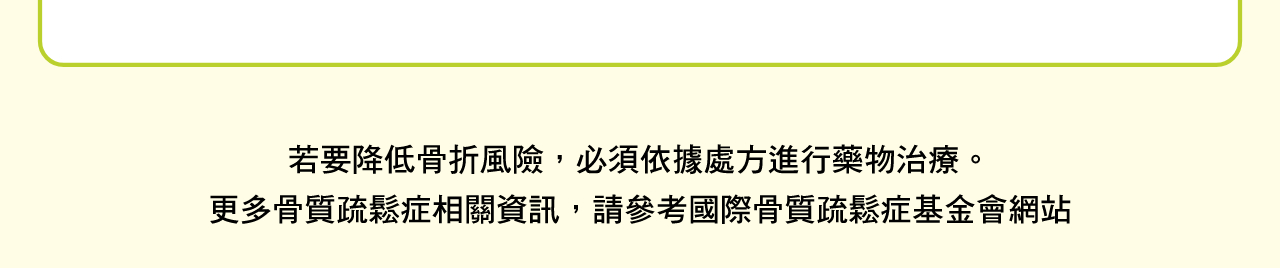 若要降低骨折風險，必須依據處方進行藥物治療。
更多骨質疏鬆症相關資訊，請參考國際骨質疏鬆症基金會網站